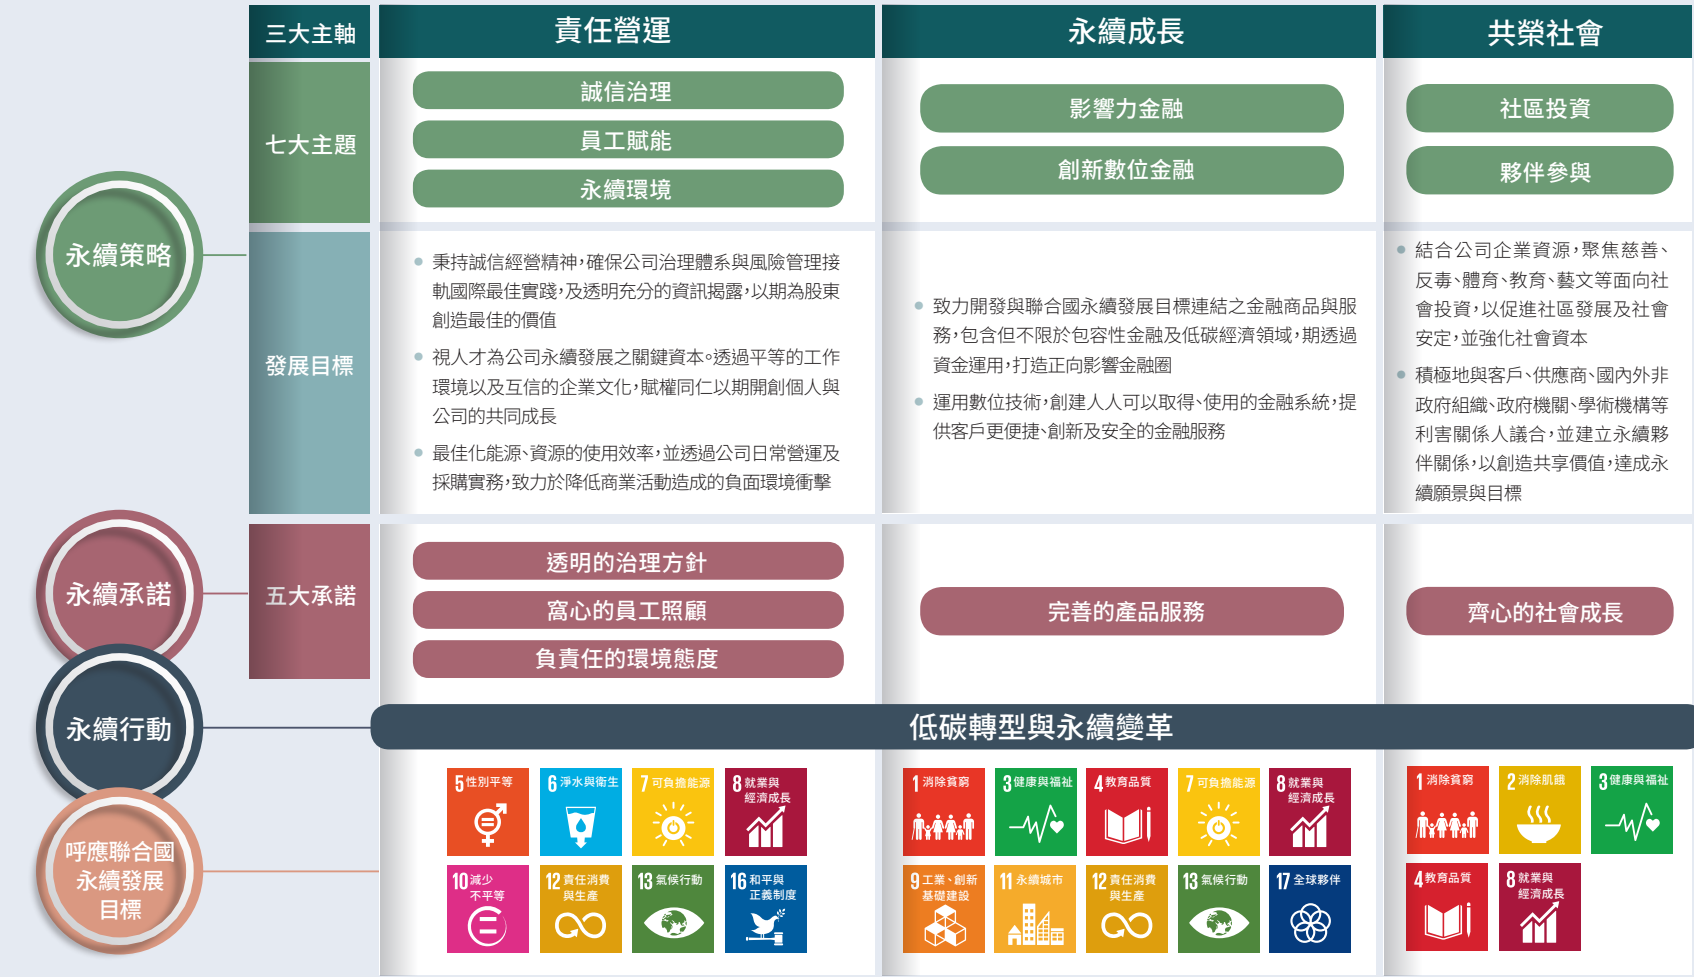 三大主軸
責任營運
永續成長
共榮社會
永續策略
七大主題
誠信治理
員工賦能
永續環境
影響力金融
創新數位金融
社區投資
夥伴參與
發展目標
秉持誠信經營精神，確保公司治理體系與風險管理接
軌國際最佳實踐，及透明充分的資訊揭露，以期為股東
創造最佳的價值
視人才為公司永續發展之關鍵資本。透過平等的工作
環境以及互信的企業文化，賦權同仁以期開創個人與
公司的共同成長
最佳化能源、資源的使用效率，並透過公司日常營運及
採購實務，致力於降低商業活動造成的負面環境衝擊
致力開發與聯合國永續發展目標連結之金融商品與服
務，包含但不限於包容性金融及低碳經濟領域，期透過
資金運用，打造正向影響金融圈
運用數位技術，創建人人可以取得、使用的金融系統，提
供客戶更便捷、創新及安全的金融服務
結合公司企業資源，聚焦慈善、
反毒、體育、教育、藝文等面向社
會投資，以促進社區發展及社會
安定，並強化社會資本
積極地與客戶、供應商、國內外非
政府組織、政府機關、學術機構等
利害關係人議合，並建立永續夥
伴關係，以創造共享價值，達成永
續願景與目標
永續承諾
五大承諾
透明的治理方針
窩心的員工照顧
負責任的環境態度
完善的產品服務
齊心的社會成長
永續行動
低碳轉型與永續變革
呼應聯合國
永續發展
目標
5 性別平等
6 淨水與衛生
7 可負擔能源
8 就業與
經濟成長
10 減少
不平等
12 責任消費
與生產
13 氣候行動
16 和平與
正義制度
1 消除貧窮
3 健康與福祉
4 教育品質
7 可負擔能源
8 就業與
經濟成長
9 工業、創新
基礎建設
11 永續城市
12 責任消費
與生產
13 氣候行動
17 全球夥伴
1 消除貧窮
2 消除肌餓
3 健康與福祉
4 教育品質
8 就業與
經濟成長